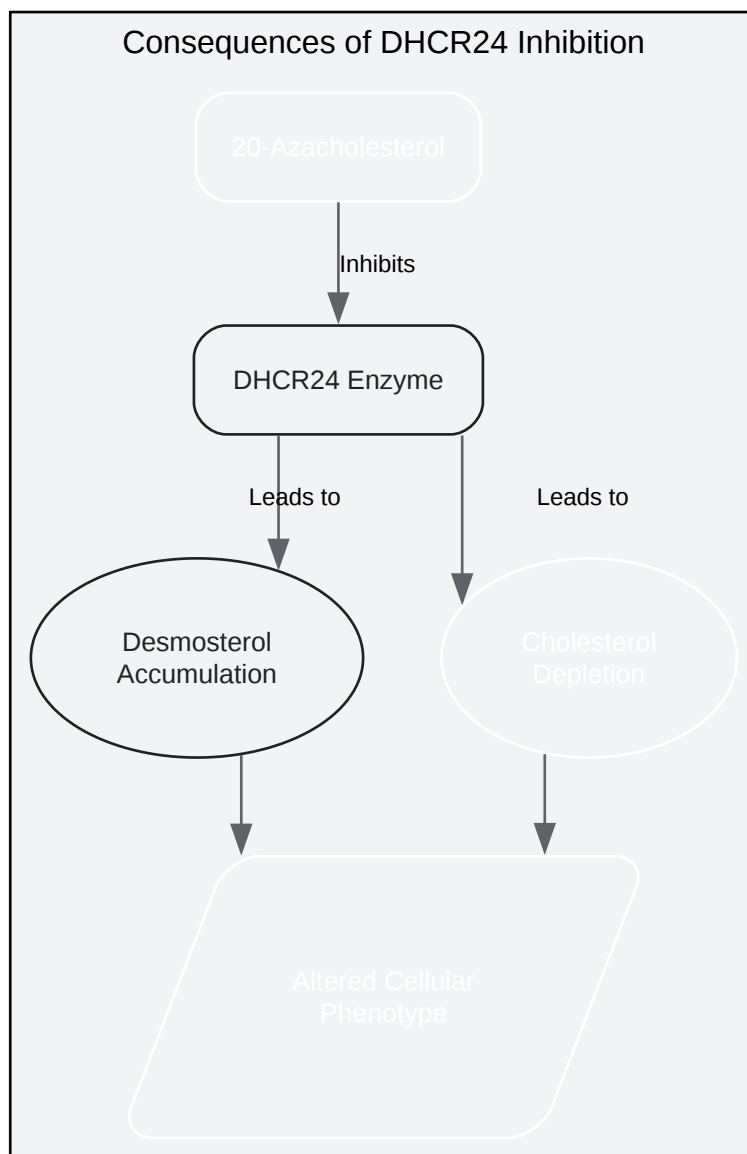 Consequences of DHCR24 Inhibition
20-Azacholesterol
Inhibits
DHCR24 Enzyme
Leads to
Leads to
Desmosterol
Accumulation
Cholesterol
Depletion
Altered Cellular
Phenotype